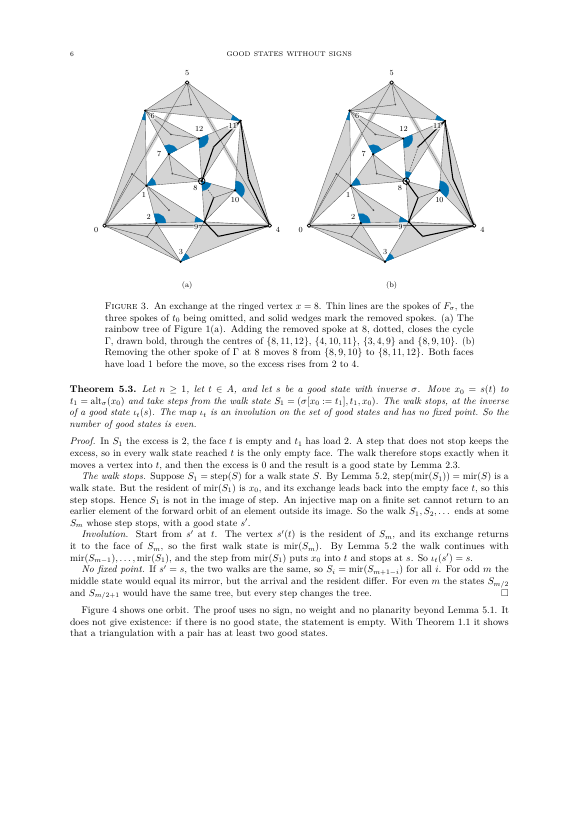 6
GOOD STATES WITHOUT SIGNS
5
6
11
12
7
8
1
10
2
9
0
4
3
5
6
11
12
7
8
1
10
2
9
0
4
3
(a)
(b)
FIGURE 3. An exchange at the ringed vertex x = 8. Thin lines are the spokes of F_σ, the
three spokes of t₀ being omitted, and solid wedges mark the removed spokes. (a) The
rainbow tree of Figure 1(a). Adding the removed spoke at 8, dotted, closes the cycle
Γ, drawn bold, through the centres of {8, 11, 12}, {4, 10, 11}, {3, 4, 9} and {8, 9, 10}. (b)
Removing the other spoke of Γ at 8 moves 8 from {8, 9, 10} to {8, 11, 12}. Both faces
have load 1 before the move, so the excess rises from 2 to 4.
Theorem 5.3. Let n ≥ 1, let t ∈ A, and let s be a good state with inverse σ. Move x₀ = s(t) to
t₁ = alt_σ(x₀) and take steps from the walk state S₁ = (σ[x₀ := t₁], t₁, x₀). The walk stops, at the inverse
of a good state ι_t(s). The map ι_t is an involution on the set of good states and has no fixed point. So the
number of good states is even.
Proof. In S₁ the excess is 2, the face t is empty and t₁ has load 2. A step that does not stop keeps the
excess, so in every walk state reached t is the only empty face. The walk therefore stops exactly when it
moves a vertex into t, and then the excess is 0 and the result is a good state by Lemma 2.3.
The walk stops. Suppose S₁ = step(S) for a walk state S. By Lemma 5.2, step(mir(S₁)) = mir(S) is a
walk state. But the resident of mir(S₁) is x₀, and its exchange leads back into the empty face t, so this
step stops. Hence S₁ is not in the image of step. An injective map on a finite set cannot return to an
earlier element of the forward orbit of an element outside its image. So the walk S₁, S₂, . . . ends at some
S_m whose step stops, with a good state s′.
Involution. Start from s′ at t. The vertex s′(t) is the resident of S_m, and its exchange returns
it to the face of S_m, so the first walk state is mir(S_m). By Lemma 5.2 the walk continues with
mir(S_{m−1}), . . . , mir(S₁), and the step from mir(S₁) puts x₀ into t and stops at s. So ι_t(s′) = s.
No fixed point. If s′ = s, the two walks are the same, so S_i = mir(S_{m+1−i}) for all i. For odd m the
middle state would equal its mirror, but the arrival and the resident differ. For even m the states S_{m/2}
and S_{m/2+1} would have the same tree, but every step changes the tree. □
Figure 4 shows one orbit. The proof uses no sign, no weight and no planarity beyond Lemma 5.1. It
does not give existence: if there is no good state, the statement is empty. With Theorem 1.1 it shows
that a triangulation with a pair has at least two good states.